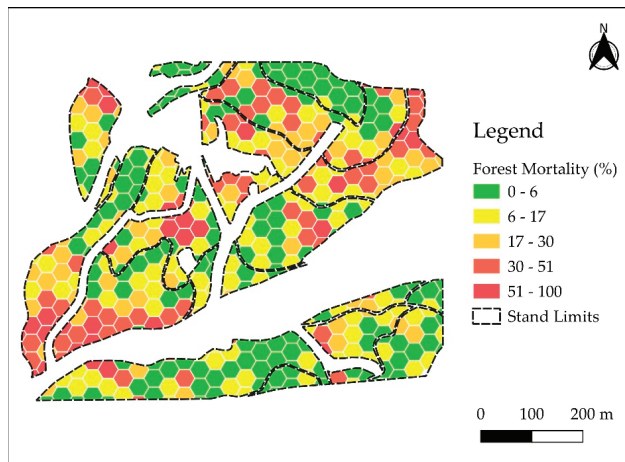 N
Legend
Forest Mortality (%)
0 - 6
6 - 17
17 - 30
30 - 51
51 - 100
Stand Limits
0 100 200 m